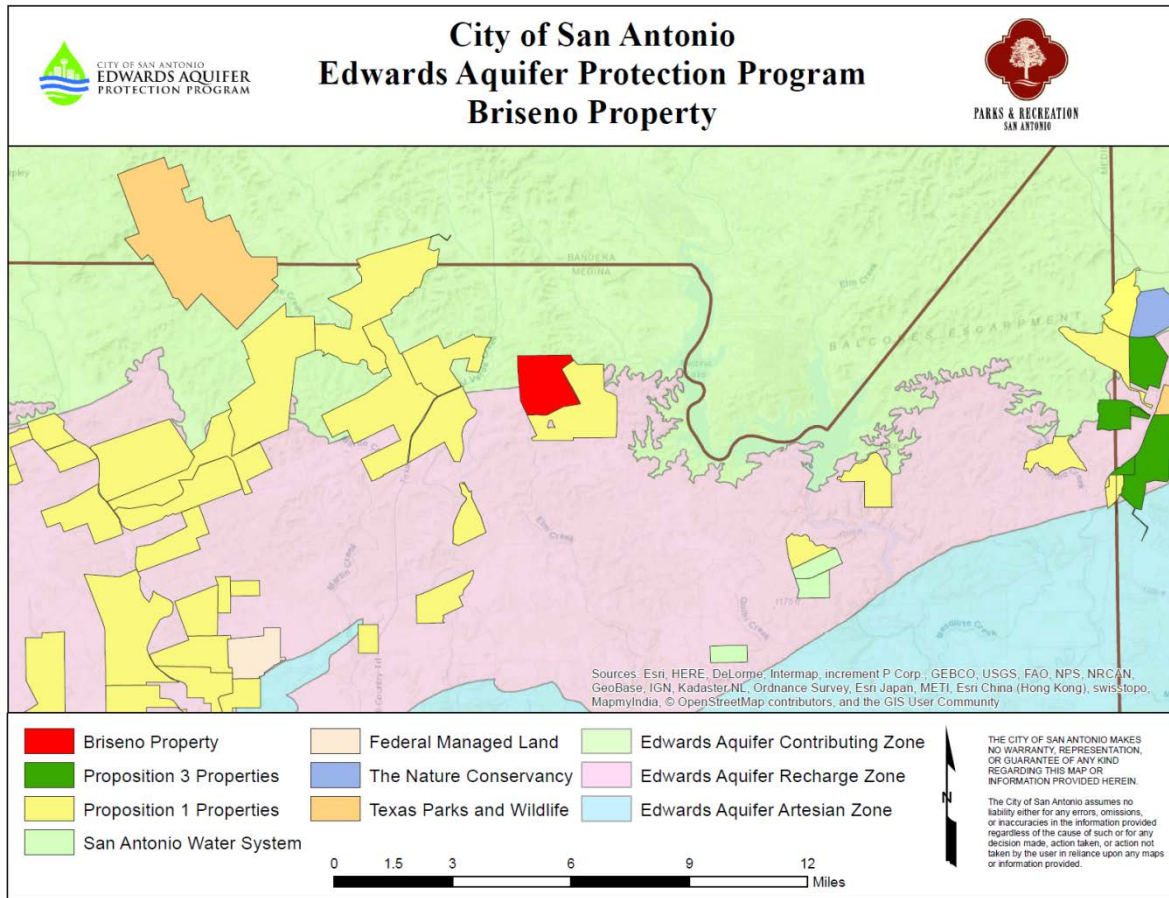 CITY OF SAN ANTONIO
EDWARDS AQUIFER
PROTECTION PROGRAM
City of San Antonio
Edwards Aquifer Protection Program
Briseno Property
PARKS & RECREATION
SAN ANTONIO
BANDERA
MEDINA
Elm Creek
BALCONES ESCARPMENT
Elm
Creek
Mesquite Creek
Sources: Esri, HERE, DeLorme, Intermap, increment P Corp., GEBCO, USGS, FAO, NPS, NRCAN,
GeoBase, IGN, Kadaster NL, Ordnance Survey, Esri Japan, METI, Esri China (Hong Kong), swisstopo,
MapmyIndia, © OpenStreetMap contributors, and the GIS User Community
Briseno Property
Proposition 3 Properties
Proposition 1 Properties
San Antonio Water System
Federal Managed Land
The Nature Conservancy
Texas Parks and Wildlife
Edwards Aquifer Contributing Zone
Edwards Aquifer Recharge Zone
Edwards Aquifer Artesian Zone
0 1.5 3 6 9 12
Miles
N
THE CITY OF SAN ANTONIO MAKES
NO WARRANTY, REPRESENTATION,
OR GUARANTEE OF ANY KIND
REGARDING THIS MAP OR
INFORMATION PROVIDED HEREIN.
The City of San Antonio assumes no
liability either for any errors, omissions,
or inaccuracies in the information provided
regardless of the cause of such or for any
decision made, action taken, or action not
taken by the user in reliance upon any maps
or information provided.